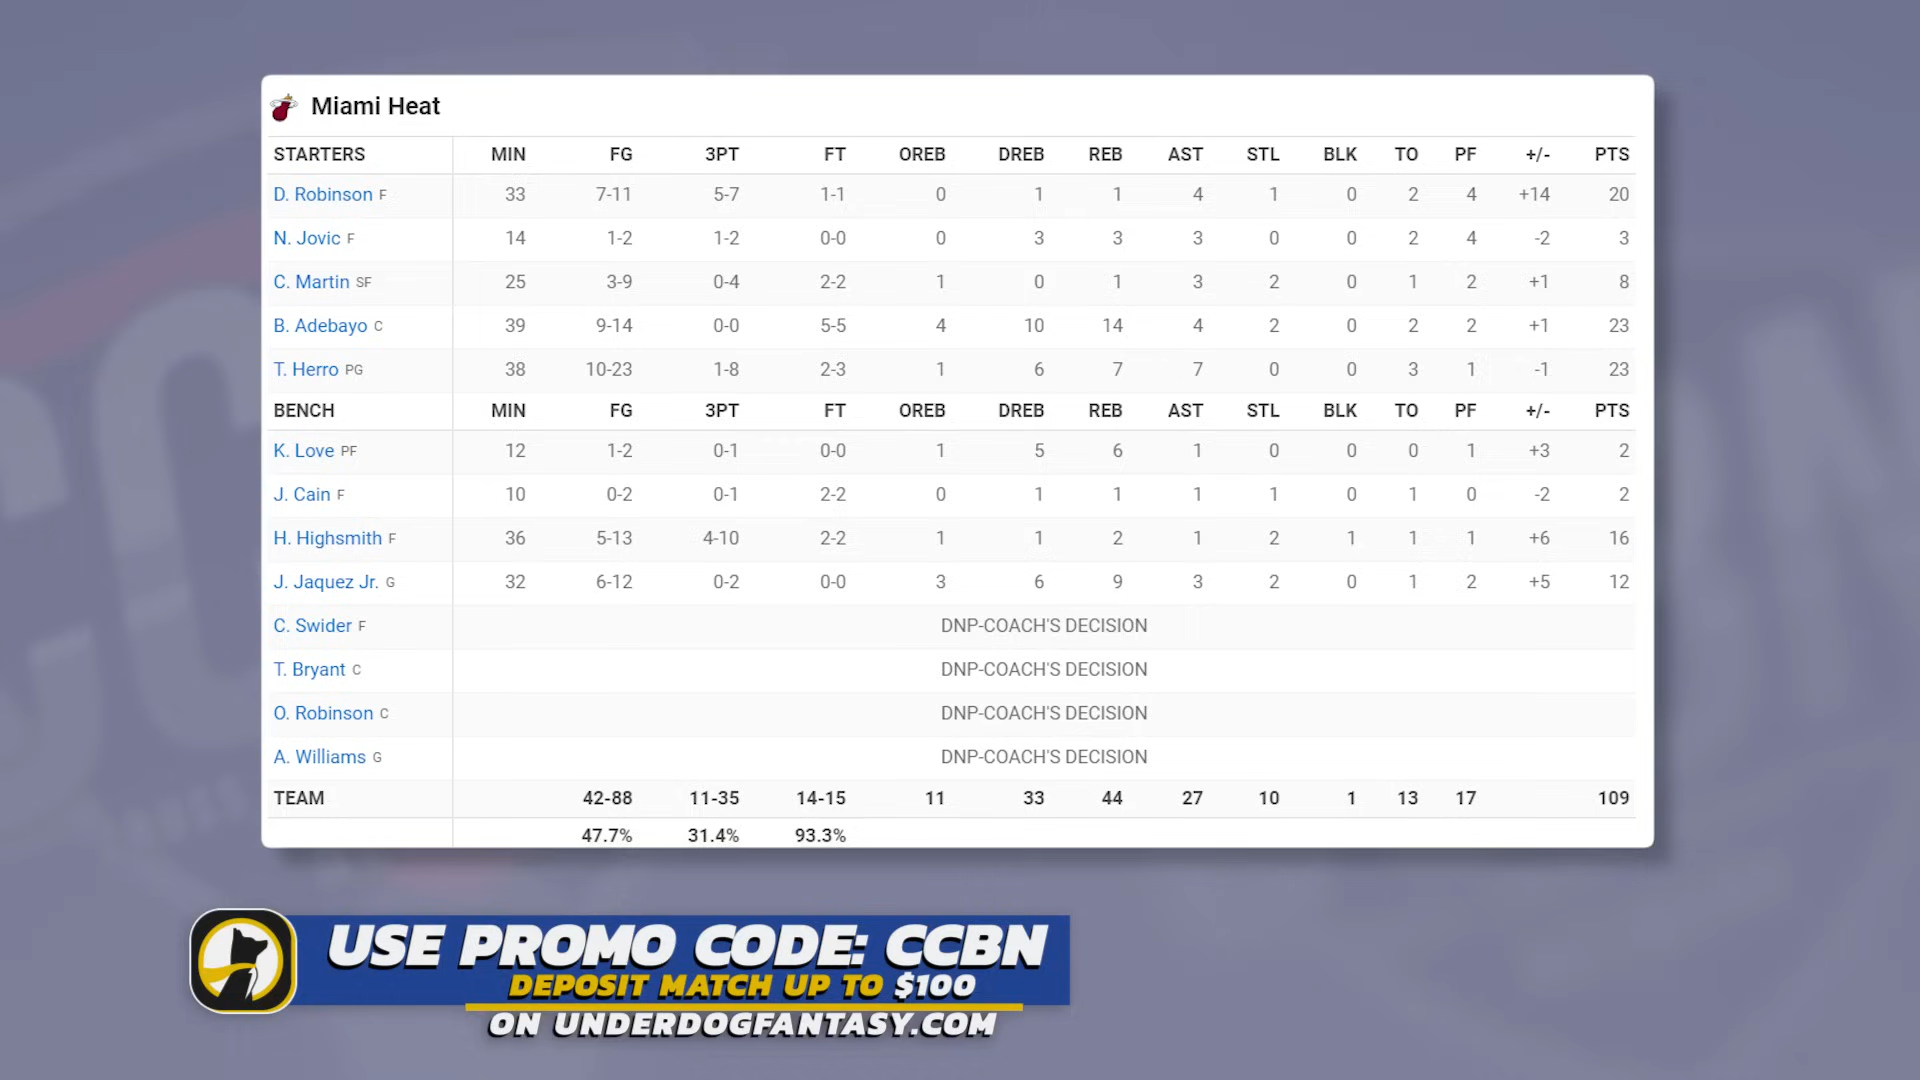 Miami Heat
STARTERS MIN FG 3PT FT OREB DREB REB AST STL BLK TO PF +/- PTS
D. Robinson F 33 7-11 5-7 1-1 0 1 1 4 1 0 2 4 +14 20
N. Jovic F 14 1-2 1-2 0-0 0 3 3 3 0 0 2 4 -2 3
C. Martin SF 25 3-9 0-4 2-2 1 0 1 3 2 0 1 2 +1 8
B. Adebayo C 39 9-14 0-0 5-5 4 10 14 4 2 0 2 2 +1 23
T. Herro PG 38 10-23 1-8 2-3 1 6 7 7 0 0 3 1 -1 23
BENCH MIN FG 3PT FT OREB DREB REB AST STL BLK TO PF +/- PTS
K. Love PF 12 1-2 0-1 0-0 1 5 6 1 0 0 0 1 +3 2
J. Cain F 10 0-2 0-1 2-2 0 1 1 1 1 0 1 0 -2 2
H. Highsmith F 36 5-13 4-10 2-2 1 1 2 1 2 1 1 1 +6 16
J. Jaquez Jr. G 32 6-12 0-2 0-0 3 6 9 3 2 0 1 2 +5 12
C. Swider F DNP-COACH'S DECISION
T. Bryant C DNP-COACH'S DECISION
O. Robinson C DNP-COACH'S DECISION
A. Williams G DNP-COACH'S DECISION
TEAM 42-88 11-35 14-15 11 33 44 27 10 1 13 17 109
47.7% 31.4% 93.3%
USE PROMO CODE: CCBN
DEPOSIT MATCH UP TO $100
ON UNDERDOGFANTASY.COM